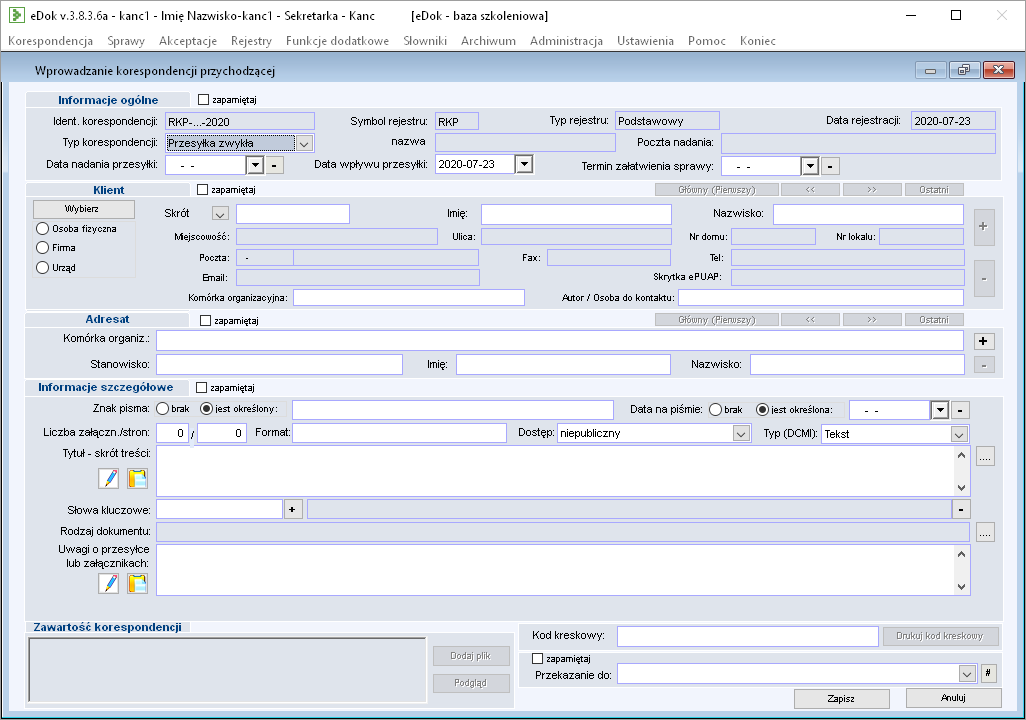 eDok v.3.8.3.6a - kanc1 - Imię Nazwisko-kanc1 - Sekretarka - Kanc [eDok - baza szkoleniowa]
Korespondencja Sprawy Akceptacje Rejestry Funkcje dodatkowe Słowniki Archiwum Administracja Ustawienia Pomoc Koniec
Wprowadzanie korespondencji przychodzącej
Informacje ogólne zapamiętaj
Ident. korespondencji: RKP-...-2020 Symbol rejestru: RKP Typ rejestru: Podstawowy Data rejestracji: 2020-07-23
Typ korespondencji: Przesyłka zwykła nazwa Poczta nadania:
Data nadania przesyłki: - - - Data wpływu przesyłki: 2020-07-23 Termin załatwienia sprawy: - - -
Klient zapamiętaj Główny (Pierwszy) << >> Ostatni
Wybierz Skrót Imię: Nazwisko: +
Osoba fizyczna Miejscowość: Ulica: Nr domu: Nr lokalu:
Firma Poczta: - Fax: Tel:
Urząd Email: Skrytka ePUAP: -
Komórka organizacyjna: Autor / Osoba do kontaktu:
Adresat zapamiętaj Główny (Pierwszy) << >> Ostatni
Komórka organiz.: +
Stanowisko: Imię: Nazwisko: -
Informacje szczegółowe zapamiętaj
Znak pisma: brak jest określony: Data na piśmie: brak jest określona: - - -
Liczba załączn./stron: 0 / 0 Format: Dostęp: niepubliczny Typ (DCMI): Tekst
Tytuł - skrót treści: ....
Słowa kluczowe: + -
Rodzaj dokumentu: ....
Uwagi o przesyłce
lub załącznikach:
Zawartość korespondencji
Dodaj plik
Podgląd
Kod kreskowy: Drukuj kod kreskowy
zapamiętaj
Przekazanie do: #
Zapisz Anuluj